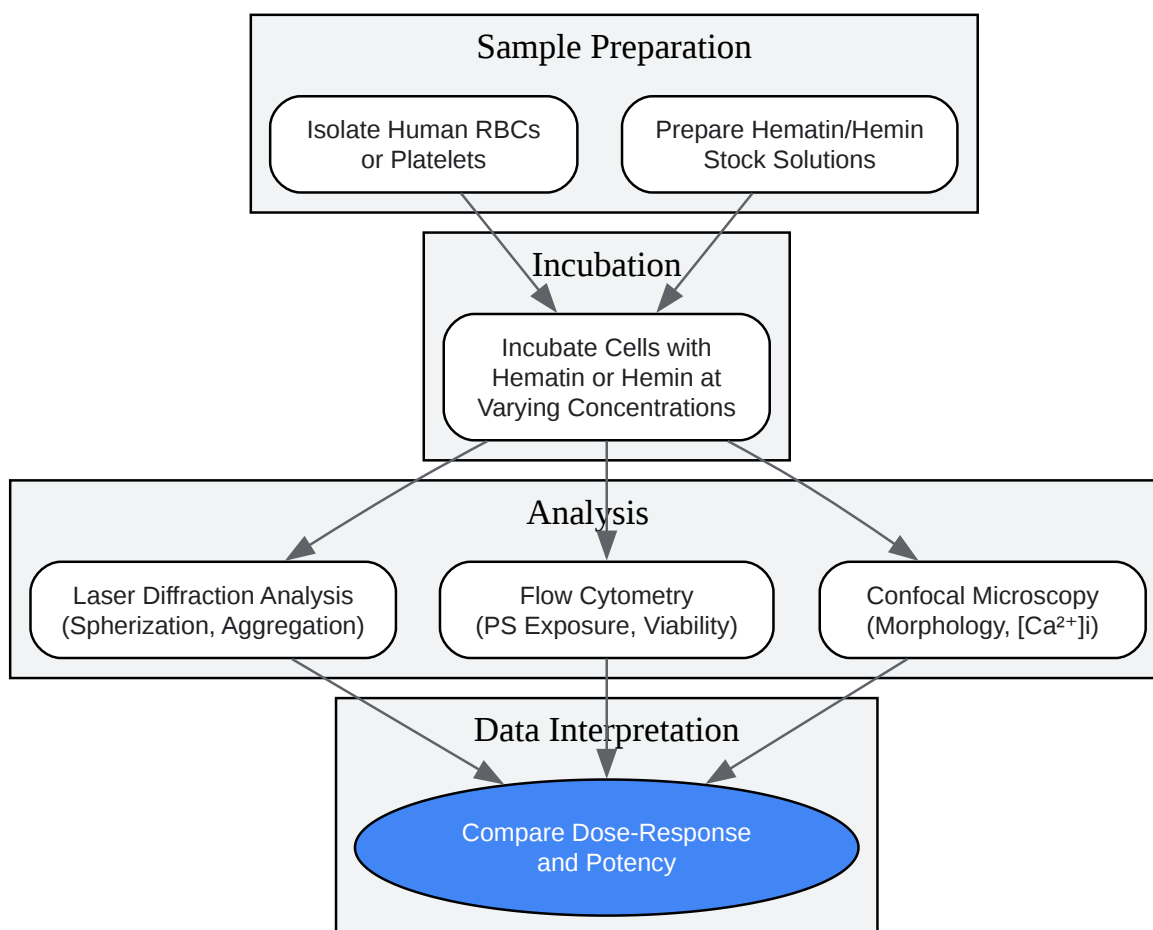 Sample Preparation
Isolate Human RBCs
or Platelets
Prepare Hematin/Hemin
Stock Solutions
Incubation
Incubate Cells with
Hematin or Hemin at
Varying Concentrations
Analysis
Laser Diffraction Analysis
(Spherization, Aggregation)
Flow Cytometry
(PS Exposure, Viability)
Confocal Microscopy
(Morphology, [Ca²⁺]i)
Data Interpretation
Compare Dose-Response
and Potency